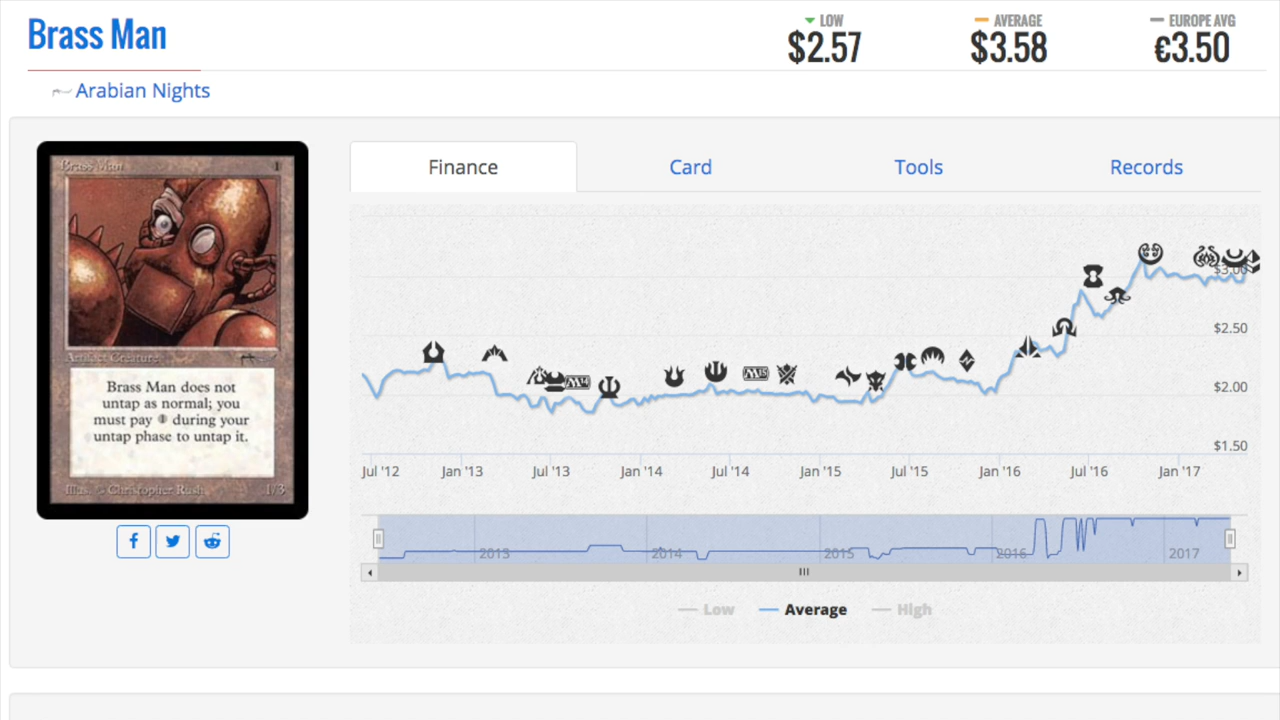 Brass Man
LOW
$2.57
AVERAGE
$3.58
EUROPE AVG
€3.50
Arabian Nights
Brass Man 1
Artifact Creature
Brass Man does not
untap as normal; you
must pay 1 during your
untap phase to untap it.
Illus. © Christopher Rush 1/3
Finance
Card
Tools
Records
$3.00
$2.50
$2.00
$1.50
M14
M15
Jul '12
Jan '13
Jul '13
Jan '14
Jul '14
Jan '15
Jul '15
Jan '16
Jul '16
Jan '17
2013
2014
2015
2016
2017
Low
Average
High